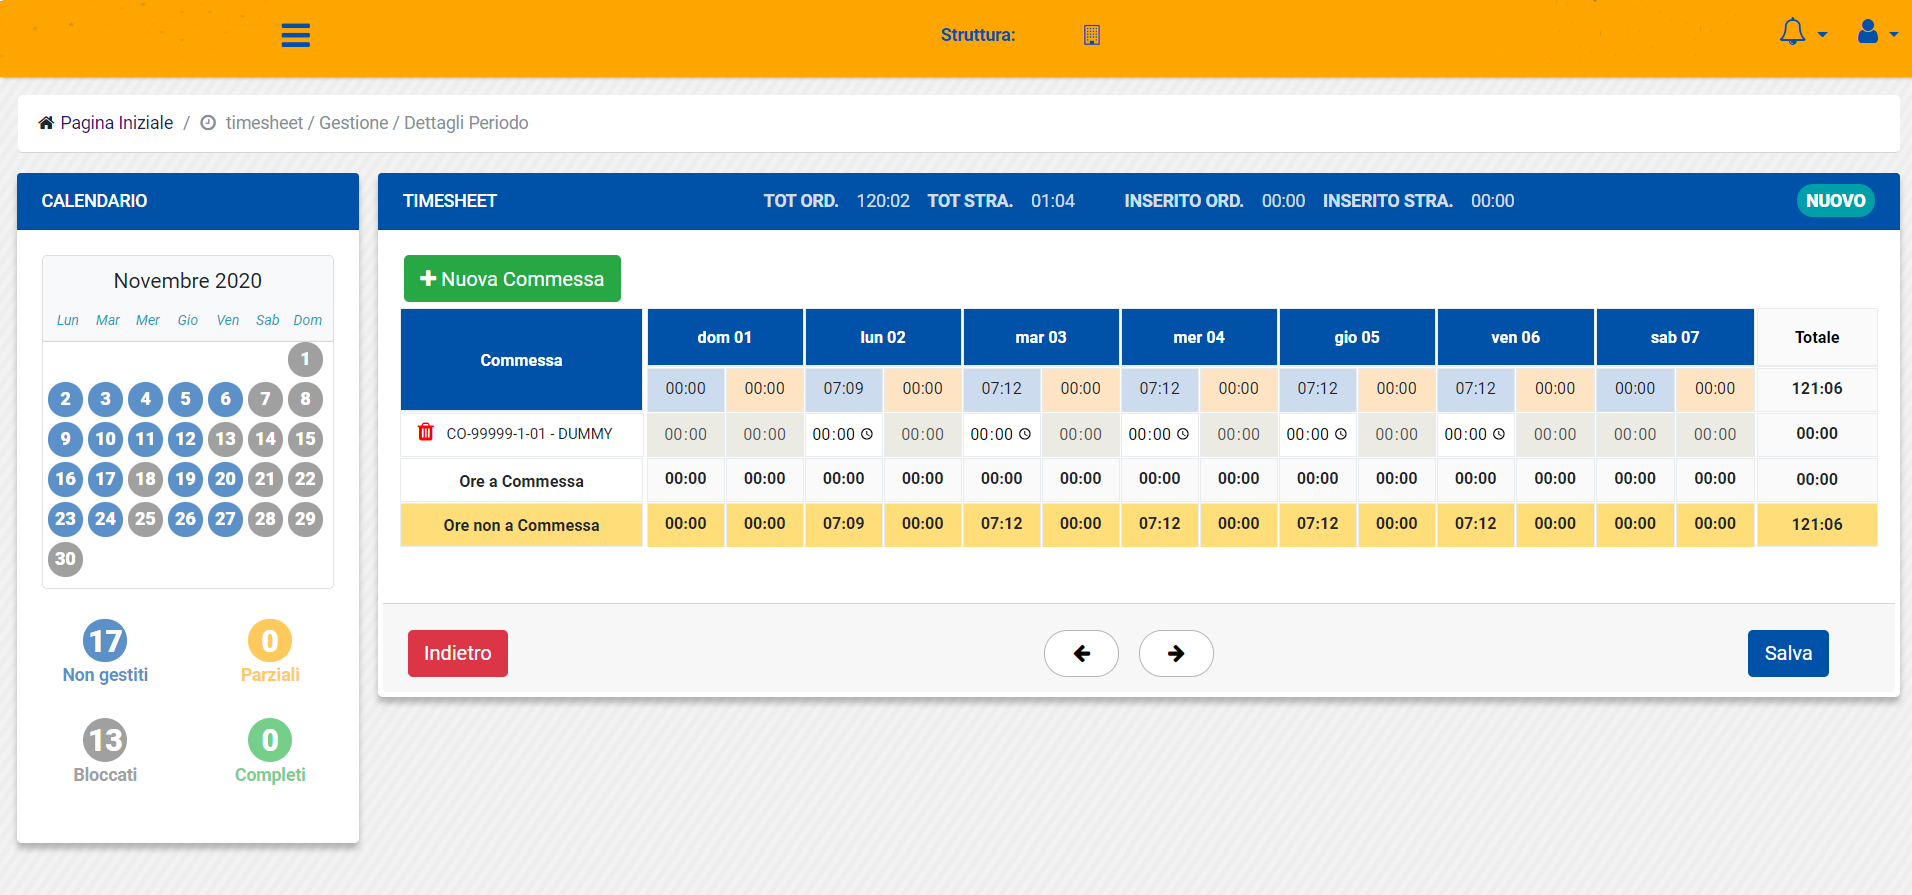 Struttura:
Pagina Iniziale / timesheet / Gestione / Dettagli Periodo
CALENDARIO
Novembre 2020
Lun Mar Mer Gio Ven Sab Dom
1
2 3 4 5 6 7 8
9 10 11 12 13 14 15
16 17 18 19 20 21 22
23 24 25 26 27 28 29
30
17 0
Non gestiti Parziali
13 0
Bloccati Completi
TIMESHEET TOT ORD. 120:02 TOT STRA. 01:04 INSERITO ORD. 00:00 INSERITO STRA. 00:00 NUOVO
Nuova Commessa
Commessa dom 01 lun 02 mar 03 mer 04 gio 05 ven 06 sab 07 Totale
00:00 00:00 07:09 00:00 07:12 00:00 07:12 00:00 07:12 00:00 07:12 00:00 00:00 00:00 121:06
CO-99999-1-01 - DUMMY 00:00 00:00 00:00 00:00 00:00 00:00 00:00 00:00 00:00 00:00 00:00 00:00 00:00 00:00 00:00
Ore a Commessa 00:00 00:00 00:00 00:00 00:00 00:00 00:00 00:00 00:00 00:00 00:00 00:00 00:00 00:00 00:00
Ore non a Commessa 00:00 00:00 07:09 00:00 07:12 00:00 07:12 00:00 07:12 00:00 07:12 00:00 00:00 00:00 121:06
Indietro Salva